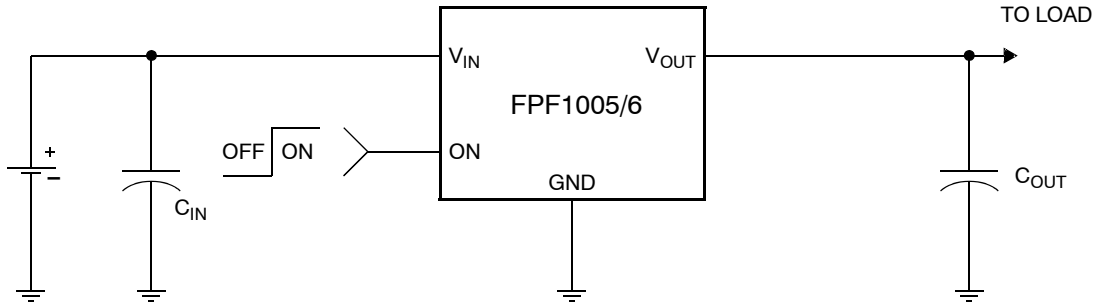 TO LOAD
VIN
VOUT
FPF1005/6
OFF
ON
ON
GND
CIN
COUT
+
−